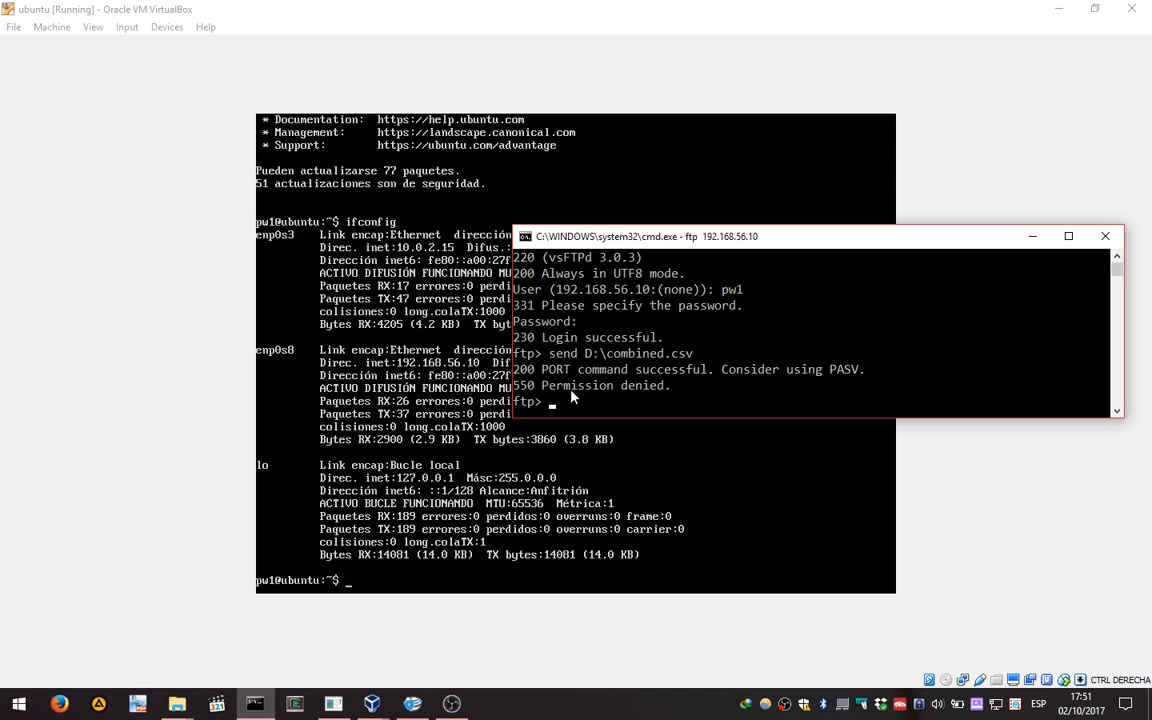 ubuntu [Running] - Oracle VM VirtualBox
File Machine View Input Devices Help
* Documentation: https://help.ubuntu.com
* Management: https://landscape.canonical.com
* Support: https://ubuntu.com/advantage
Pueden actualizarse 77 paquetes.
51 actualizaciones son de seguridad.
pw1@ubuntu:~$ ifconfig
enp0s3 Link encap:Ethernet dirección
Direc. inet:10.0.2.15 Difus.:
Dirección inet6: fe80::a00:27f
ACTIVO DIFUSIÓN FUNCIONANDO MU
Paquetes RX:17 errores:0 perdi
Paquetes TX:47 errores:0 perdi
colisiones:0 long.colaTX:1000
Bytes RX:4205 (4.2 KB) TX byt
enp0s8 Link encap:Ethernet dirección
Direc. inet:192.168.56.10 Dif
Dirección inet6: fe80::a00:27f
ACTIVO DIFUSIÓN FUNCIONANDO MU
Paquetes RX:26 errores:0 perdi
Paquetes TX:37 errores:0 perdi
colisiones:0 long.colaTX:1000
Bytes RX:2900 (2.9 KB) TX bytes:3860 (3.8 KB)
lo Link encap:Bucle local
Direc. inet:127.0.0.1 Másc:255.0.0.0
Dirección inet6: ::1/128 Alcance:Anfitrión
ACTIVO BUCLE FUNCIONANDO MTU:65536 Métrica:1
Paquetes RX:189 errores:0 perdidos:0 overruns:0 frame:0
Paquetes TX:189 errores:0 perdidos:0 overruns:0 carrier:0
colisiones:0 long.colaTX:1
Bytes RX:14081 (14.0 KB) TX bytes:14081 (14.0 KB)
pw1@ubuntu:~$ _
C:\WINDOWS\system32\cmd.exe - ftp 192.168.56.10
220 (vsFTPd 3.0.3)
200 Always in UTF8 mode.
User (192.168.56.10:(none)): pw1
331 Please specify the password.
Password:
230 Login successful.
ftp> send D:\combined.csv
200 PORT command successful. Consider using PASV.
550 Permission denied.
ftp> _
CTRL DERECHA
321
ESP
17:51
02/10/2017